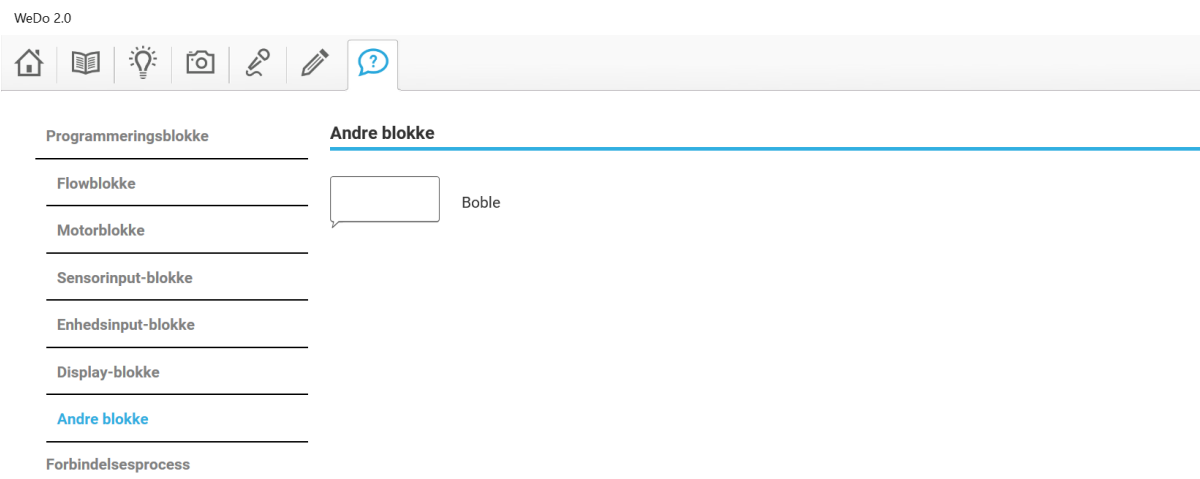 WeDo 2.0
?
Programmeringsblokke
Flowblokke
Motorblokke
Sensorinput-blokke
Enhedsinput-blokke
Display-blokke
Andre blokke
Forbindelsesprocess
Andre blokke
Boble